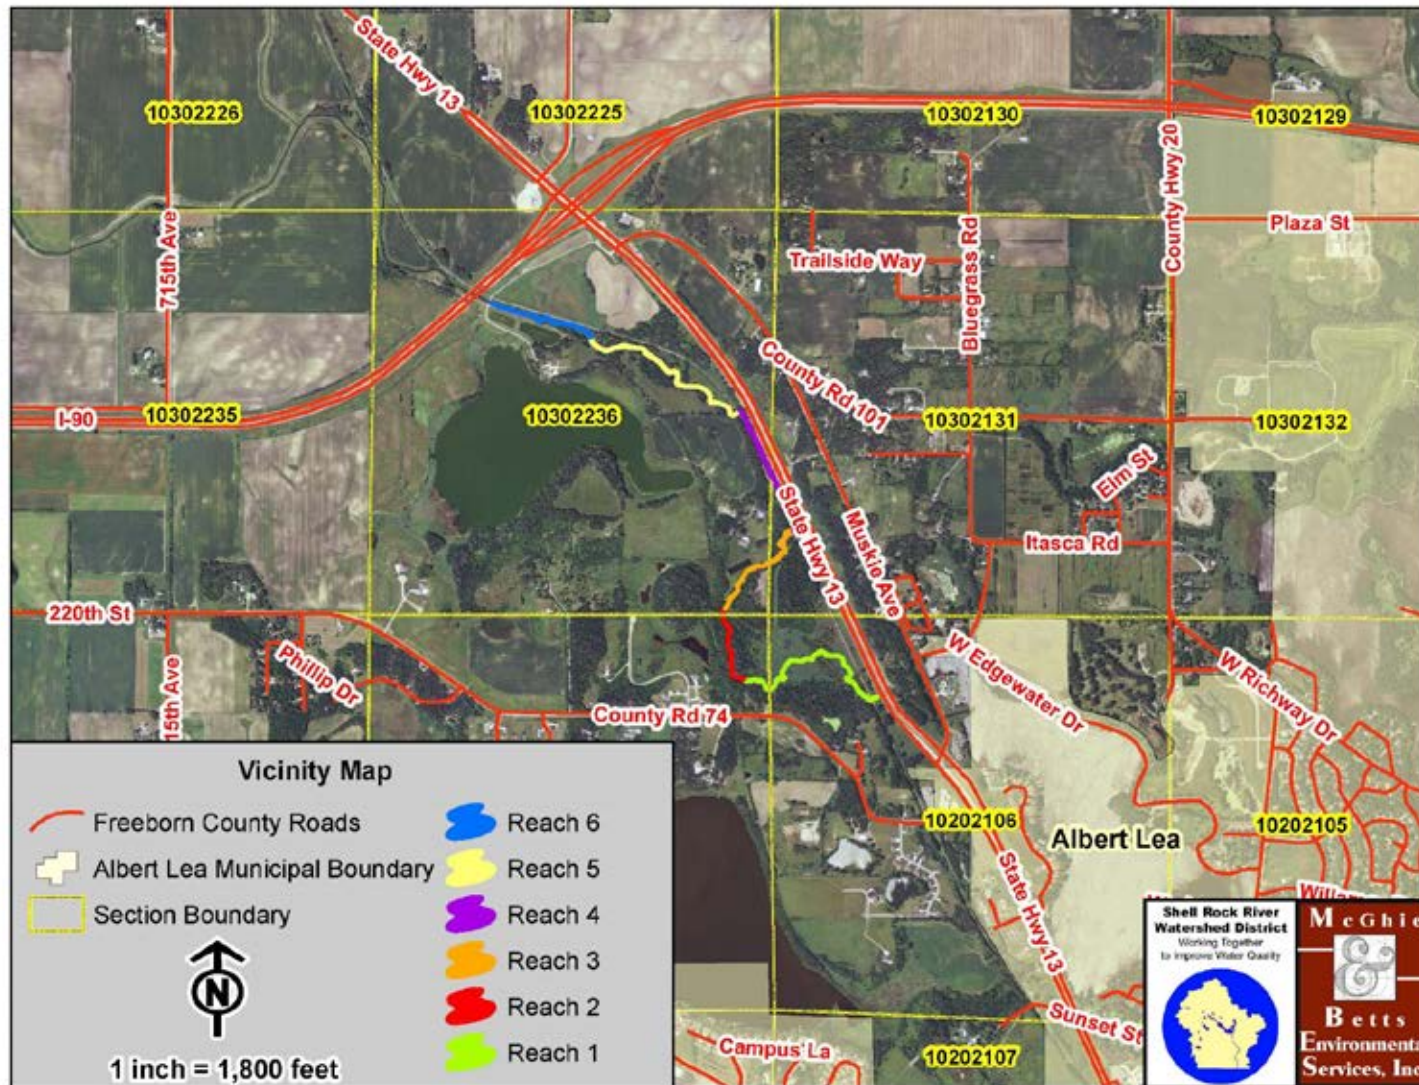 State Hwy 13
10302226
10302225
10302130
10302129
County Hwy 20
Plaza St
715th Ave
Trailside Way
Bluegrass Rd
County Rd 101
I-90
10302235
10302236
10302131
10302132
Elm St
State Hwy 13
Muskie Ave
Itasca Rd
220th St
Phillip Dr
15th Ave
W Edgewater Dr
W Richway Dr
County Rd 74
10202106
Albert Lea
10202105
State Hwy 13
Sunset St
Campus La
10202107
Vicinity Map
Freeborn County Roads
Albert Lea Municipal Boundary
Section Boundary
N
1 inch = 1,800 feet
Reach 6
Reach 5
Reach 4
Reach 3
Reach 2
Reach 1
Shell Rock River
Watershed District
Working Together
to Improve Water Quality
McGhie
&
Betts
Environmenta
Services, Inc